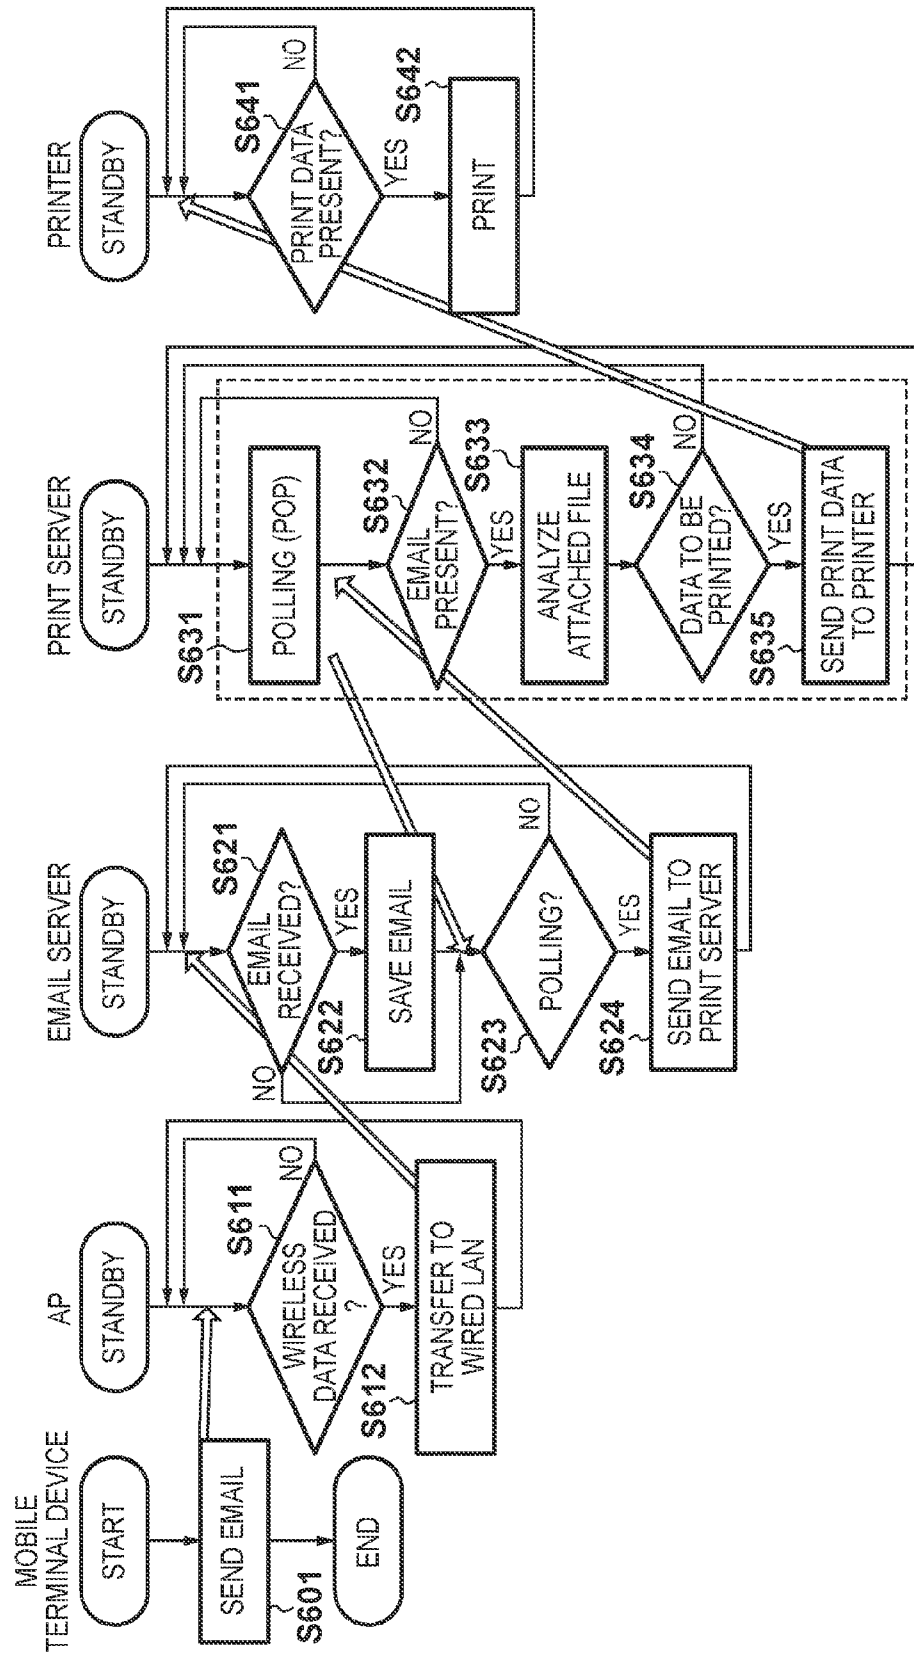 MOBILE
TERMINAL DEVICE
START
SEND EMAIL
S601
END
AP
STANDBY
WIRELESS
DATA RECEIVED
?
S611
NO
YES
TRANSFER TO
WIRED LAN
S612
EMAIL SERVER
STANDBY
EMAIL
RECEIVED?
S621
NO
YES
SAVE EMAIL
S622
POLLING?
S623
NO
YES
SEND EMAIL TO
PRINT SERVER
S624
PRINT SERVER
STANDBY
POLLING (POP)
S631
EMAIL
PRESENT?
S632
NO
YES
ANALYZE
ATTACHED FILE
S633
DATA TO BE
PRINTED?
S634
NO
YES
SEND PRINT DATA
TO PRINTER
S635
PRINTER
STANDBY
PRINT DATA
PRESENT?
S641
NO
YES
PRINT
S642